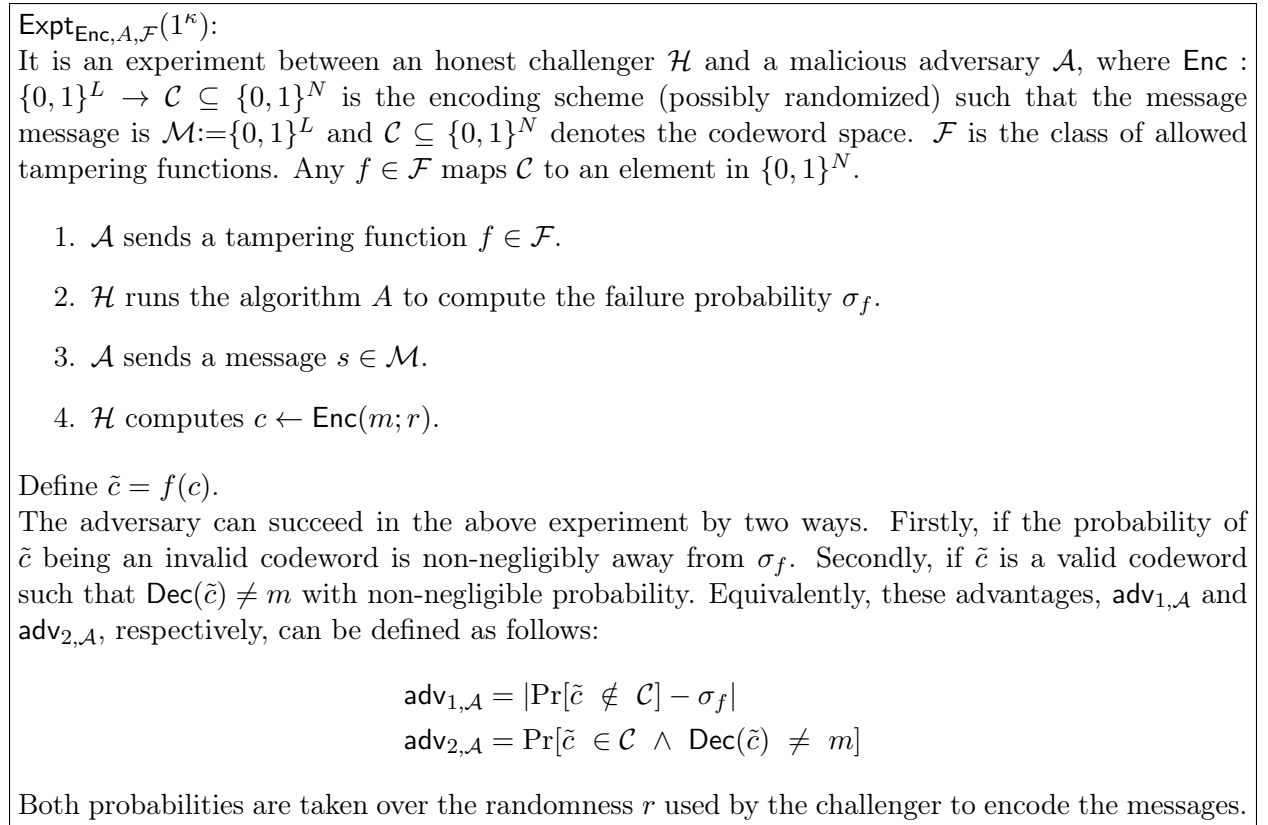 Expt_{Enc,A,ℱ}(1^κ):
It is an experiment between an honest challenger ℋ and a malicious adversary 𝒜, where Enc :
{0, 1}^L → 𝒞 ⊆ {0, 1}^N is the encoding scheme (possibly randomized) such that the message
message is ℳ:={0, 1}^L and 𝒞 ⊆ {0, 1}^N denotes the codeword space. ℱ is the class of allowed
tampering functions. Any f ∈ ℱ maps 𝒞 to an element in {0, 1}^N.
1. 𝒜 sends a tampering function f ∈ ℱ.
2. ℋ runs the algorithm A to compute the failure probability σ_f.
3. 𝒜 sends a message s ∈ ℳ.
4. ℋ computes c ← Enc(m; r).
Define c̃ = f(c).
The adversary can succeed in the above experiment by two ways. Firstly, if the probability of
c̃ being an invalid codeword is non-negligibly away from σ_f. Secondly, if c̃ is a valid codeword
such that Dec(c̃) ≠ m with non-negligible probability. Equivalently, these advantages, adv_{1,𝒜} and
adv_{2,𝒜}, respectively, can be defined as follows:
adv_{1,𝒜} = |Pr[c̃ ∉ 𝒞] − σ_f|
adv_{2,𝒜} = Pr[c̃ ∈ 𝒞 ∧ Dec(c̃) ≠ m]
Both probabilities are taken over the randomness r used by the challenger to encode the messages.